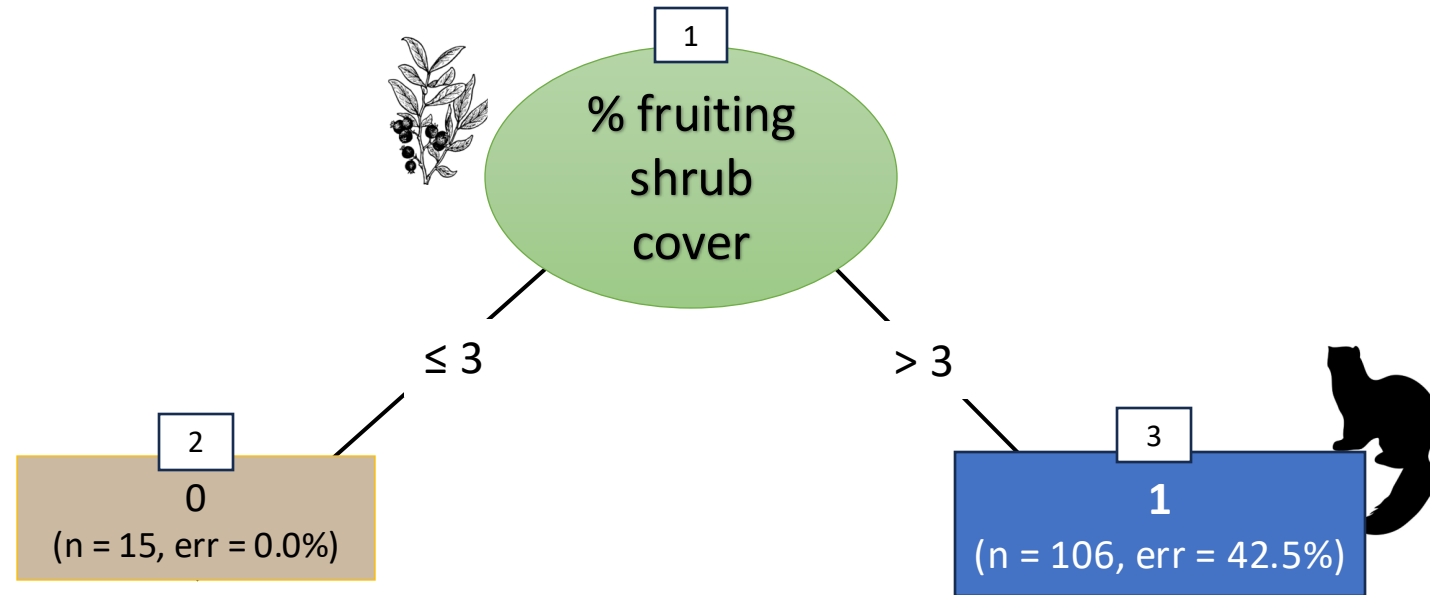 1
% fruiting
shrub
cover
≤ 3
> 3
2
0
(n = 15, err = 0.0%)
3
1
(n = 106, err = 42.5%)